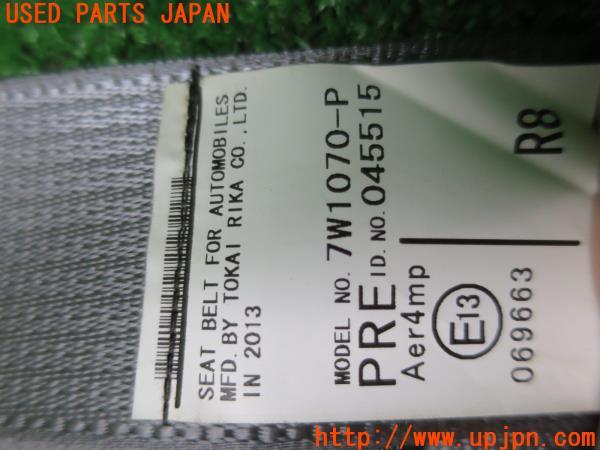 USED PARTS JAPAN
SEAT BELT FOR AUTOMOBILES
MFD. BY TOKAI RIKA CO., LTD.
IN 2013
MODEL NO. 7W1070-P
PRE ID. NO. 045515
Aer4mp
E13
069663
R8
http://www.upjpn.com/